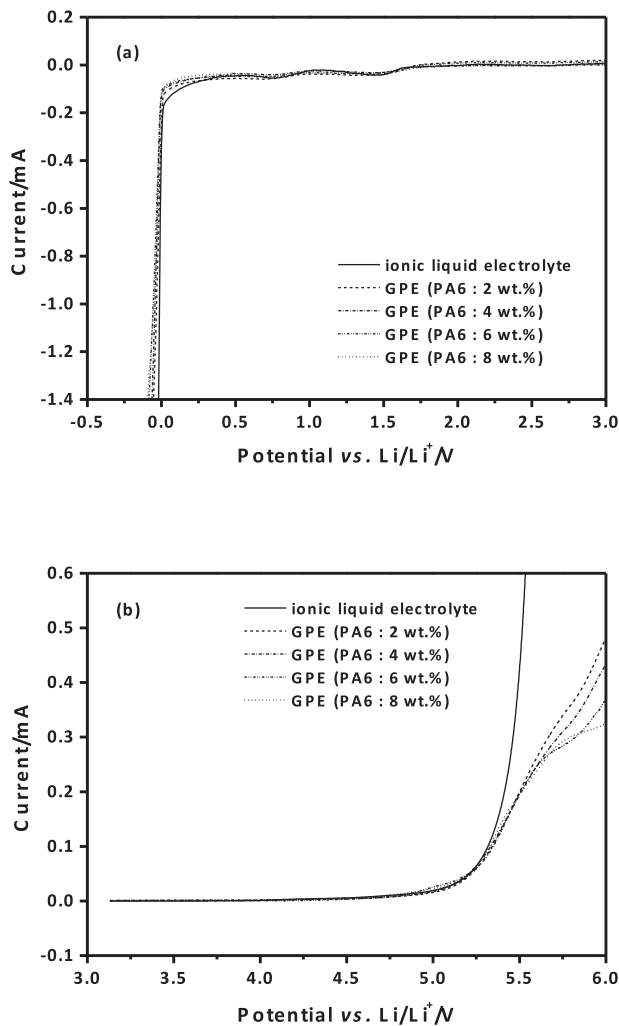 0.2
(a)
0.0
-0.2
-0.4
-0.6
-0.8
-1.0
-1.2
-1.4
Current/mA
ionic liquid electrolyte
GPE (PA6 : 2 wt.%)
GPE (PA6 : 4 wt.%)
GPE (PA6 : 6 wt.%)
GPE (PA6 : 8 wt.%)
-0.5 0.0 0.5 1.0 1.5 2.0 2.5 3.0
Potential vs. Li/Li+/V
0.6
(b)
0.5
0.4
0.3
0.2
0.1
0.0
-0.1
Current/mA
ionic liquid electrolyte
GPE (PA6 : 2 wt.%)
GPE (PA6 : 4 wt.%)
GPE (PA6 : 6 wt.%)
GPE (PA6 : 8 wt.%)
3.0 3.5 4.0 4.5 5.0 5.5 6.0
Potential vs. Li/Li+/V